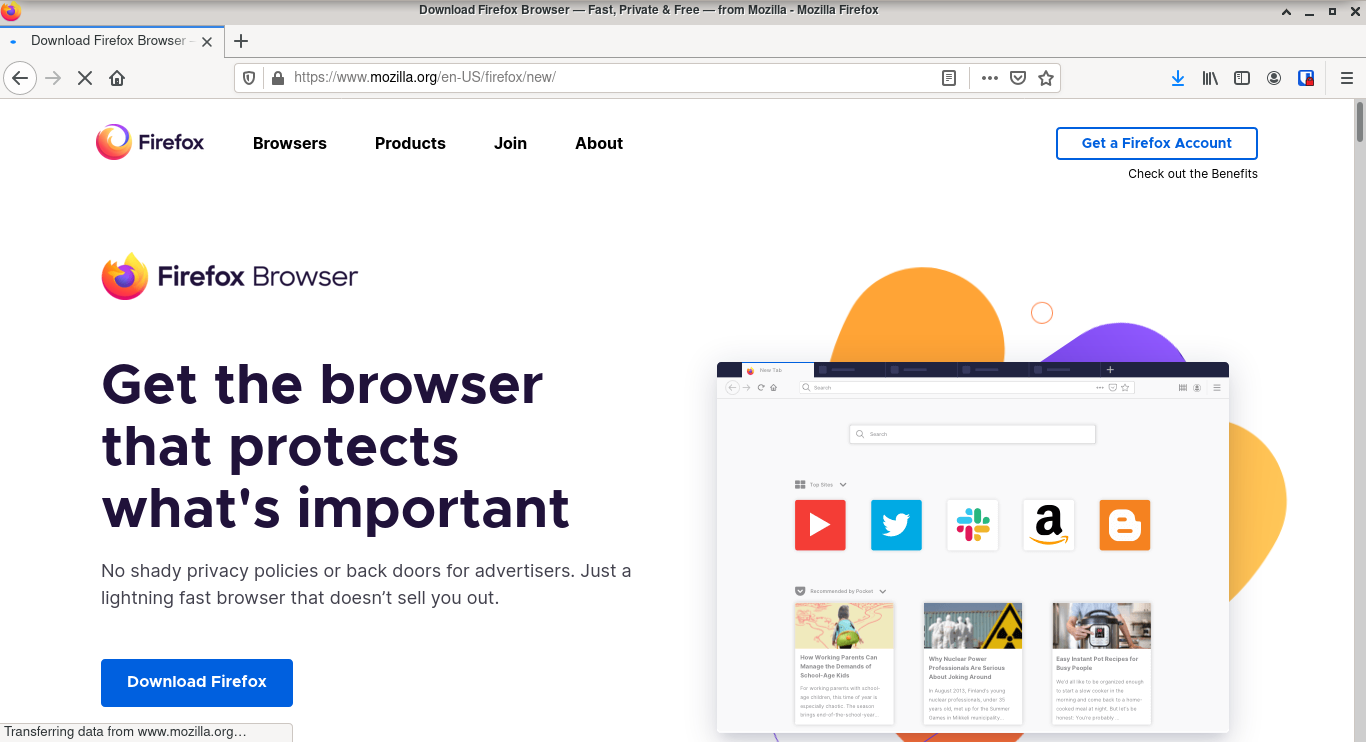 Download Firefox Browser — Fast, Private & Free — from Mozilla - Mozilla Firefox
Download Firefox Browser —
https://www.mozilla.org/en-US/firefox/new/
Firefox
Browsers
Products
Join
About
Get a Firefox Account
Check out the Benefits
Firefox Browser
Get the browser
that protects
what's important
No shady privacy policies or back doors for advertisers. Just a
lightning fast browser that doesn’t sell you out.
Download Firefox
New Tab
Search
Search
Top Sites
a
Recommended by Pocket
How Working Parents Can
Manage the Demands of
School-Age Kids
For working parents with school-
age children, this time of year is
especially chaotic. The season
brings end-of-the-school-year...
Why Nuclear Power
Professionals Are Serious
About Joking Around
In August 2013, Finland's young
nuclear professionals, under 35
years old, met up for the Summer
Games in Mikkeli municipality...
Easy Instant Pot Recipes for
Busy People
We'd all like to be organized enough
to start a slow cooker in the
morning and come back to a home-
cooked meal at night. But let's be
honest: You're probably ...
Transferring data from www.mozilla.org…